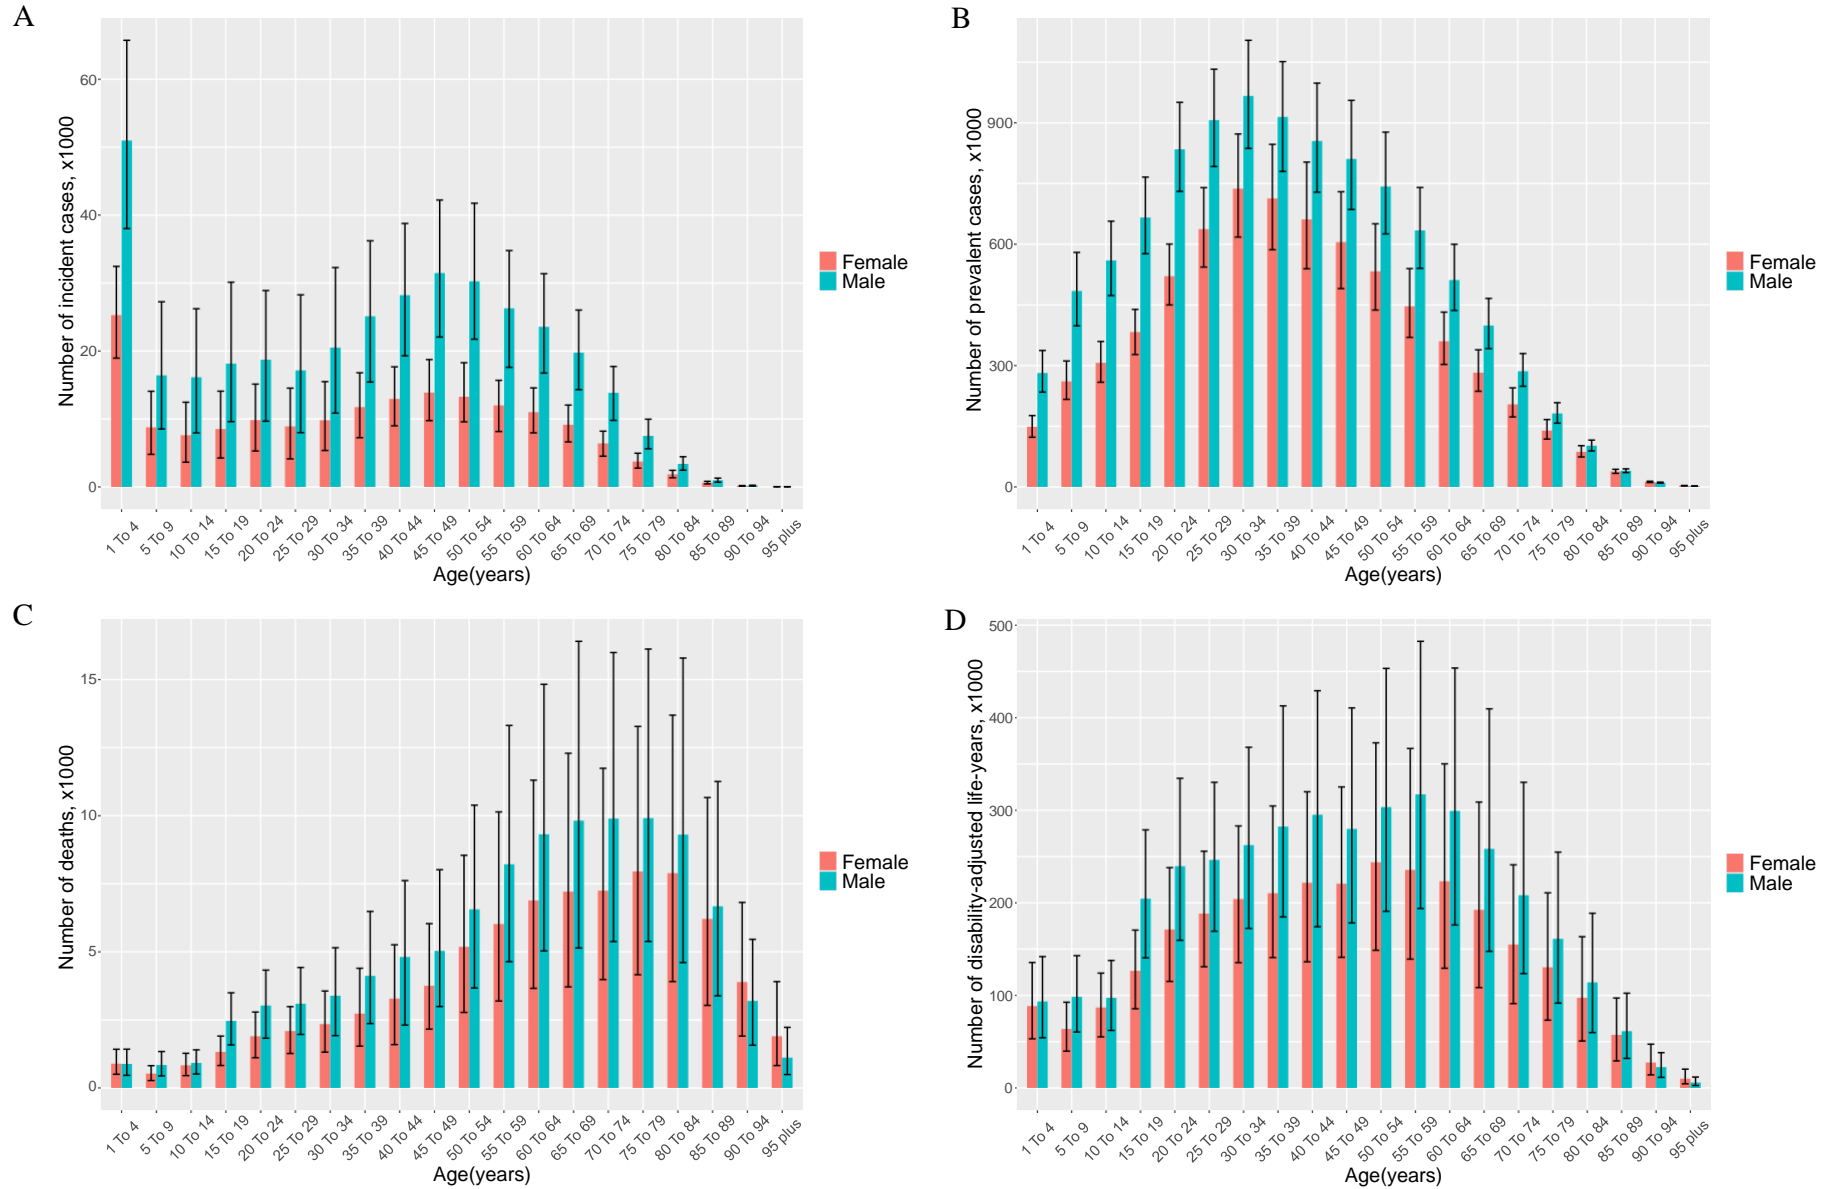 A
Number of incident cases, x1000
60
40
20
0
1 To 4
5 To 9
10 To 14
15 To 19
20 To 24
25 To 29
30 To 34
35 To 39
40 To 44
45 To 49
50 To 54
55 To 59
60 To 64
65 To 69
70 To 74
75 To 79
80 To 84
85 To 89
90 To 94
95 plus
Age(years)
Female
Male
B
Number of prevalent cases, x1000
900
600
300
0
1 To 4
5 To 9
10 To 14
15 To 19
20 To 24
25 To 29
30 To 34
35 To 39
40 To 44
45 To 49
50 To 54
55 To 59
60 To 64
65 To 69
70 To 74
75 To 79
80 To 84
85 To 89
90 To 94
95 plus
Age(years)
Female
Male
C
Number of deaths, x1000
15
10
5
0
1 To 4
5 To 9
10 To 14
15 To 19
20 To 24
25 To 29
30 To 34
35 To 39
40 To 44
45 To 49
50 To 54
55 To 59
60 To 64
65 To 69
70 To 74
75 To 79
80 To 84
85 To 89
90 To 94
95 plus
Age(years)
Female
Male
D
Number of disability-adjusted life-years, x1000
500
400
300
200
100
0
1 To 4
5 To 9
10 To 14
15 To 19
20 To 24
25 To 29
30 To 34
35 To 39
40 To 44
45 To 49
50 To 54
55 To 59
60 To 64
65 To 69
70 To 74
75 To 79
80 To 84
85 To 89
90 To 94
95 plus
Age(years)
Female
Male